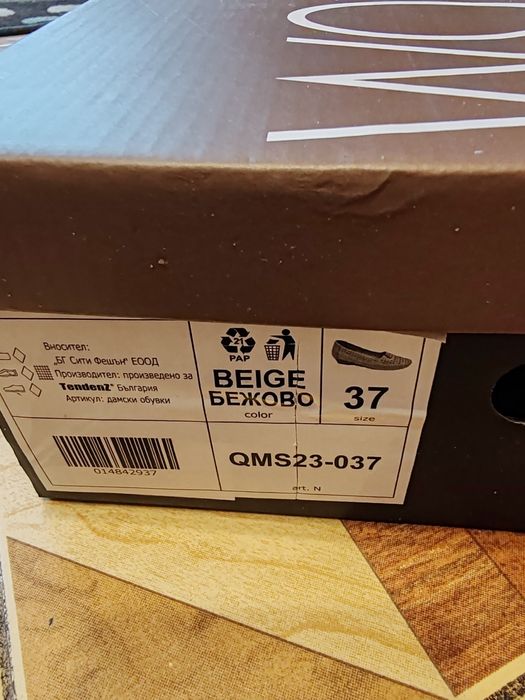 WO
Вносител:
„БГ Сити Фешън" ЕООД
Производител: произведено за
TendenZ® България
Артикул: дамски обувки
21
PAP
BEIGE
БЕЖОВО
color
37
size
014842937
QMS23-037
art. N